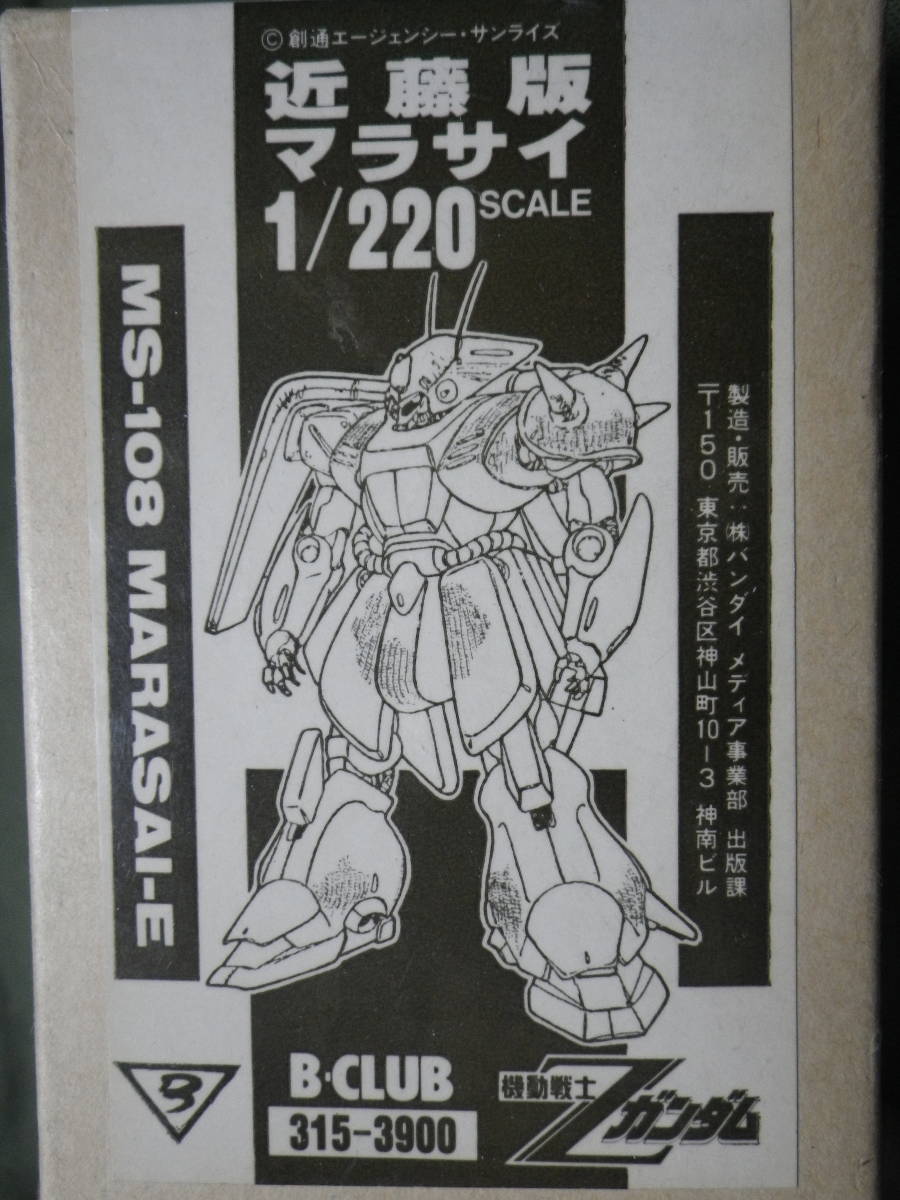 © 創通エージェンシー・サンライズ
近藤版
マラサイ
1/220 SCALE
MS-108 MARASAI-E
製造・販売：㈱バンダイ メディア事業部 出版課
〒150 東京都渋谷区神山町10-3 神南ビル
B·CLUB
315-3900
機動戦士Zガンダム